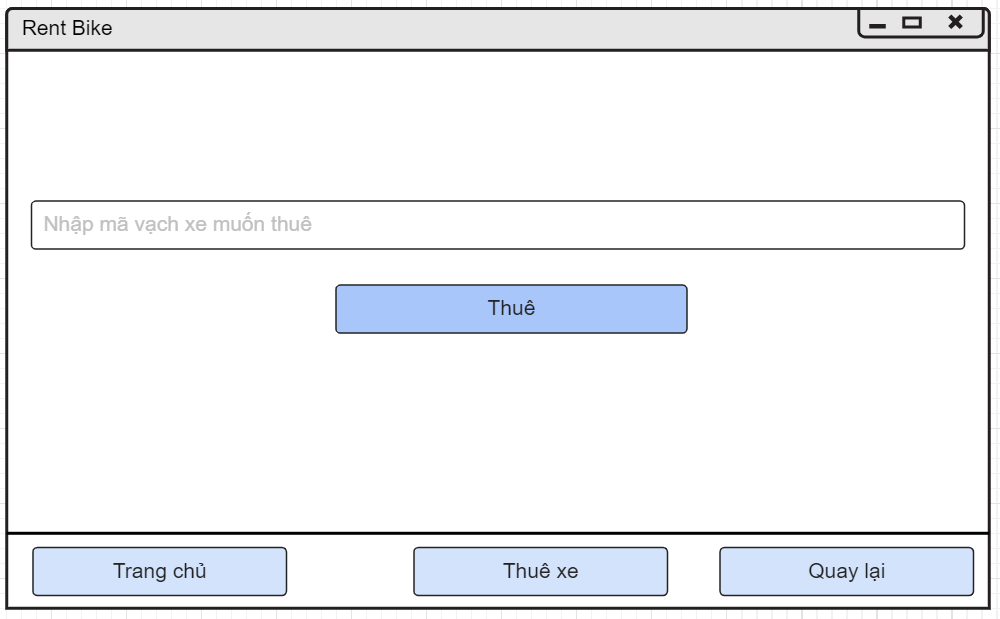 Rent Bike
Nhập mã vạch xe muốn thuê
Thuê
Trang chủ
Thuê xe
Quay lại